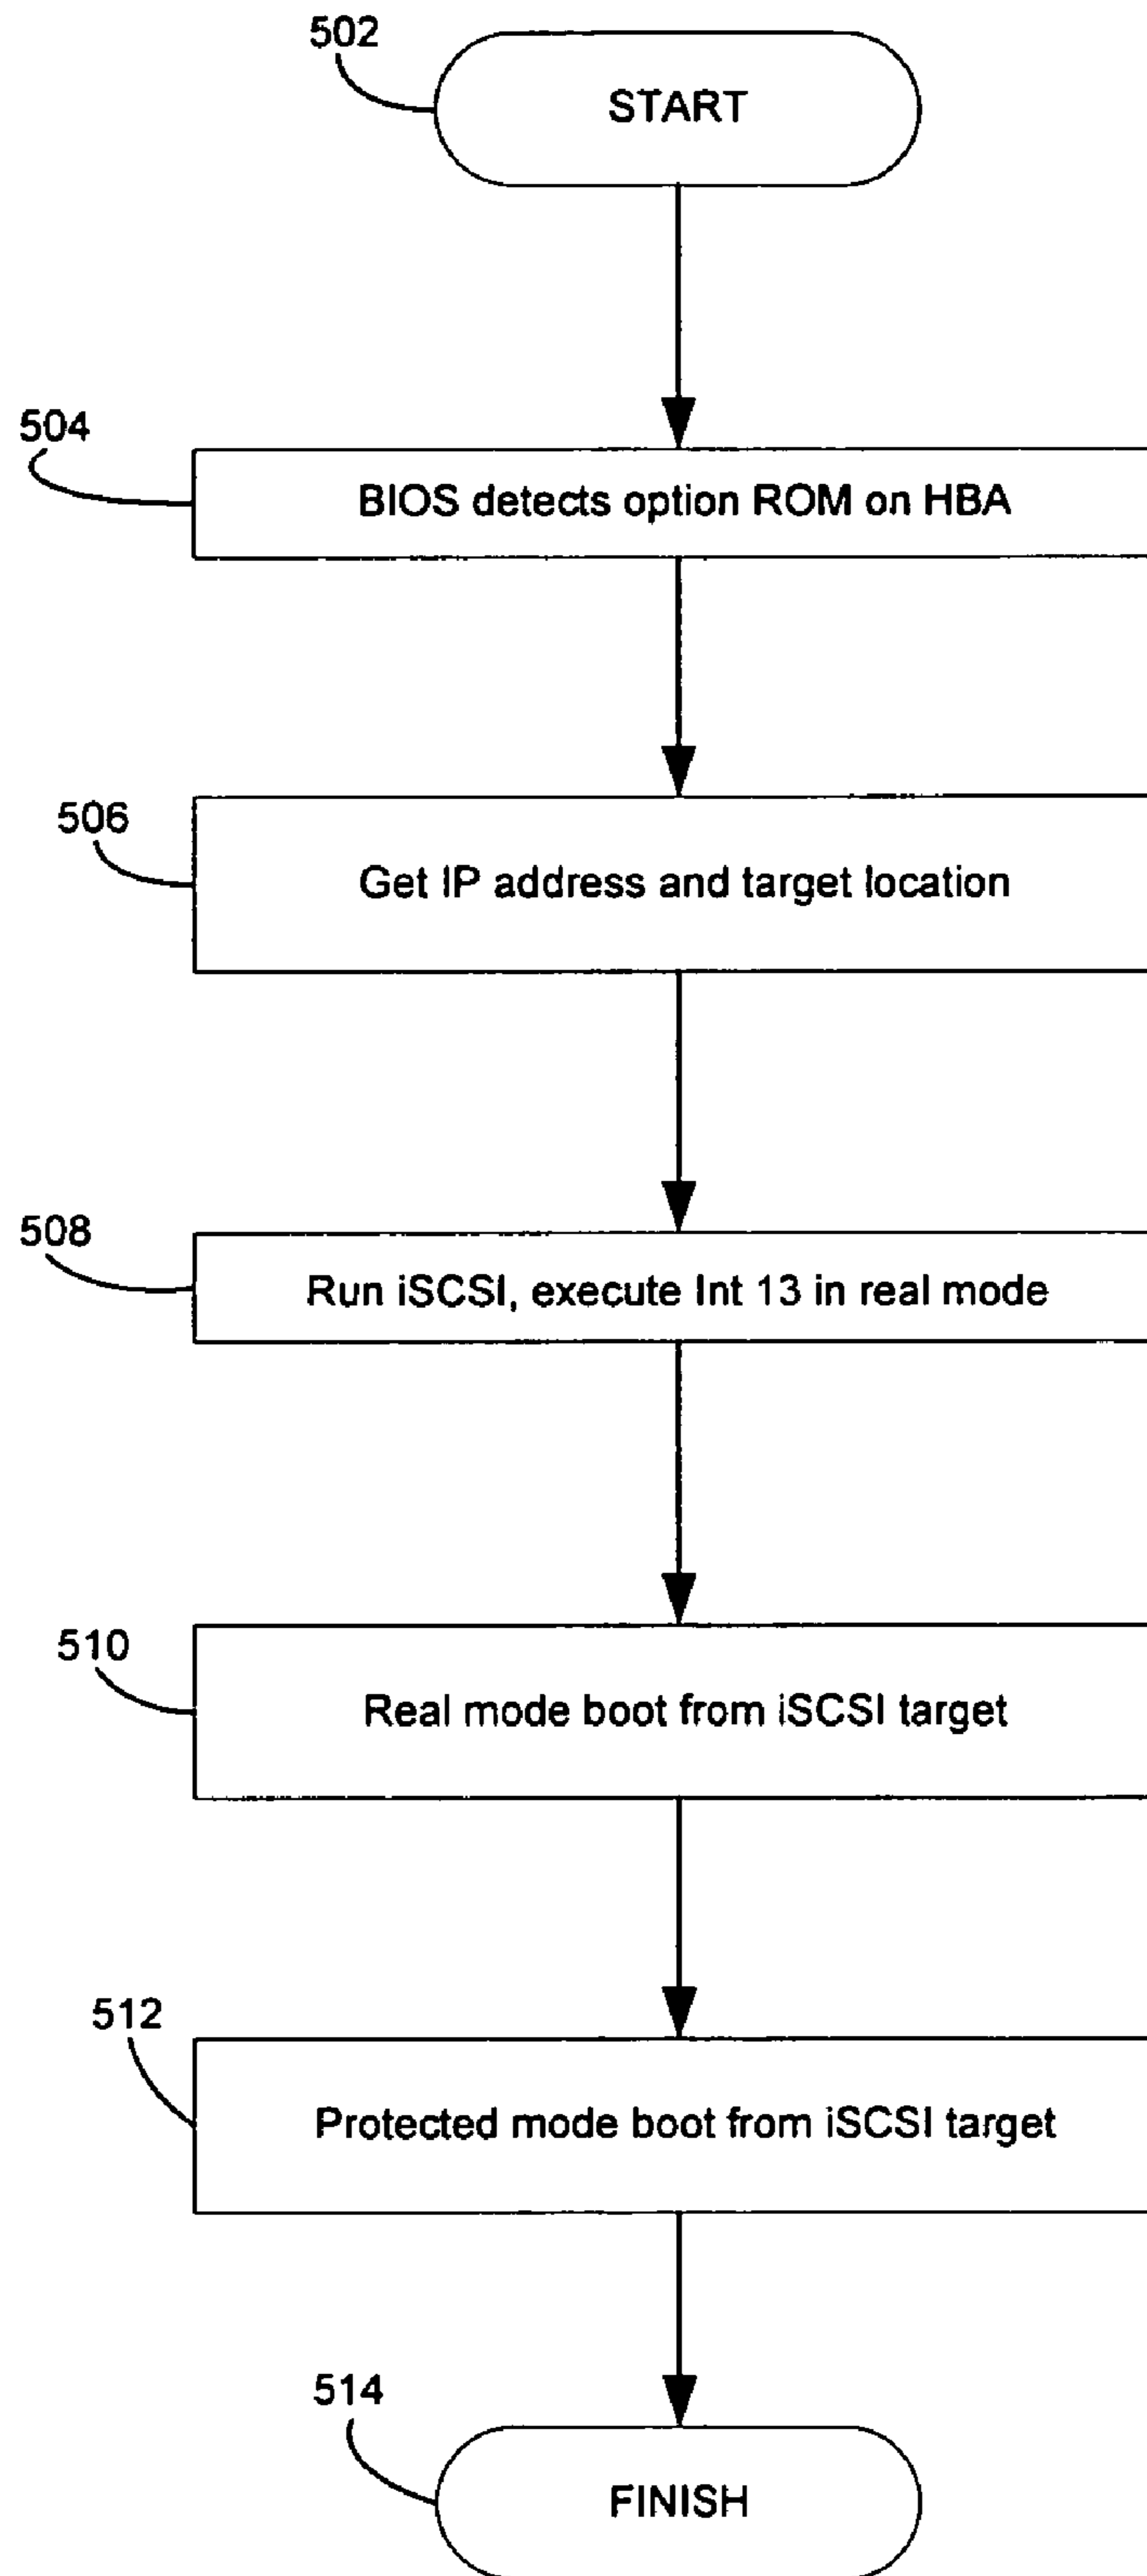 502
START
504
BIOS detects option ROM on HBA
506
Get IP address and target location
508
Run iSCSI, execute Int 13 in real mode
510
Real mode boot from iSCSI target
512
Protected mode boot from iSCSI target
514
FINISH